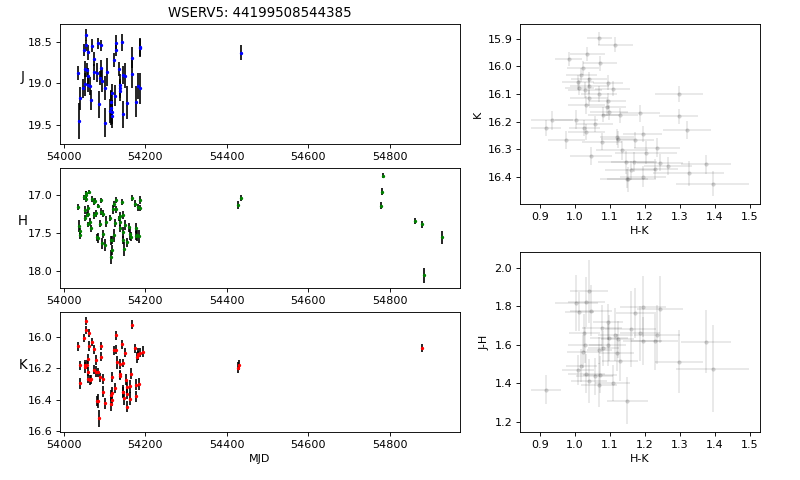 WSERV5: 44199508544385
J
18.5
19.0
19.5
54000 54200 54400 54600 54800
H
17.0
17.5
18.0
54000 54200 54400 54600 54800
K
16.0
16.2
16.4
16.6
54000 54200 54400 54600 54800
MJD
K
15.9
16.0
16.1
16.2
16.3
16.4
0.9 1.0 1.1 1.2 1.3 1.4 1.5
H-K
J-H
2.0
1.8
1.6
1.4
1.2
0.9 1.0 1.1 1.2 1.3 1.4 1.5
H-K